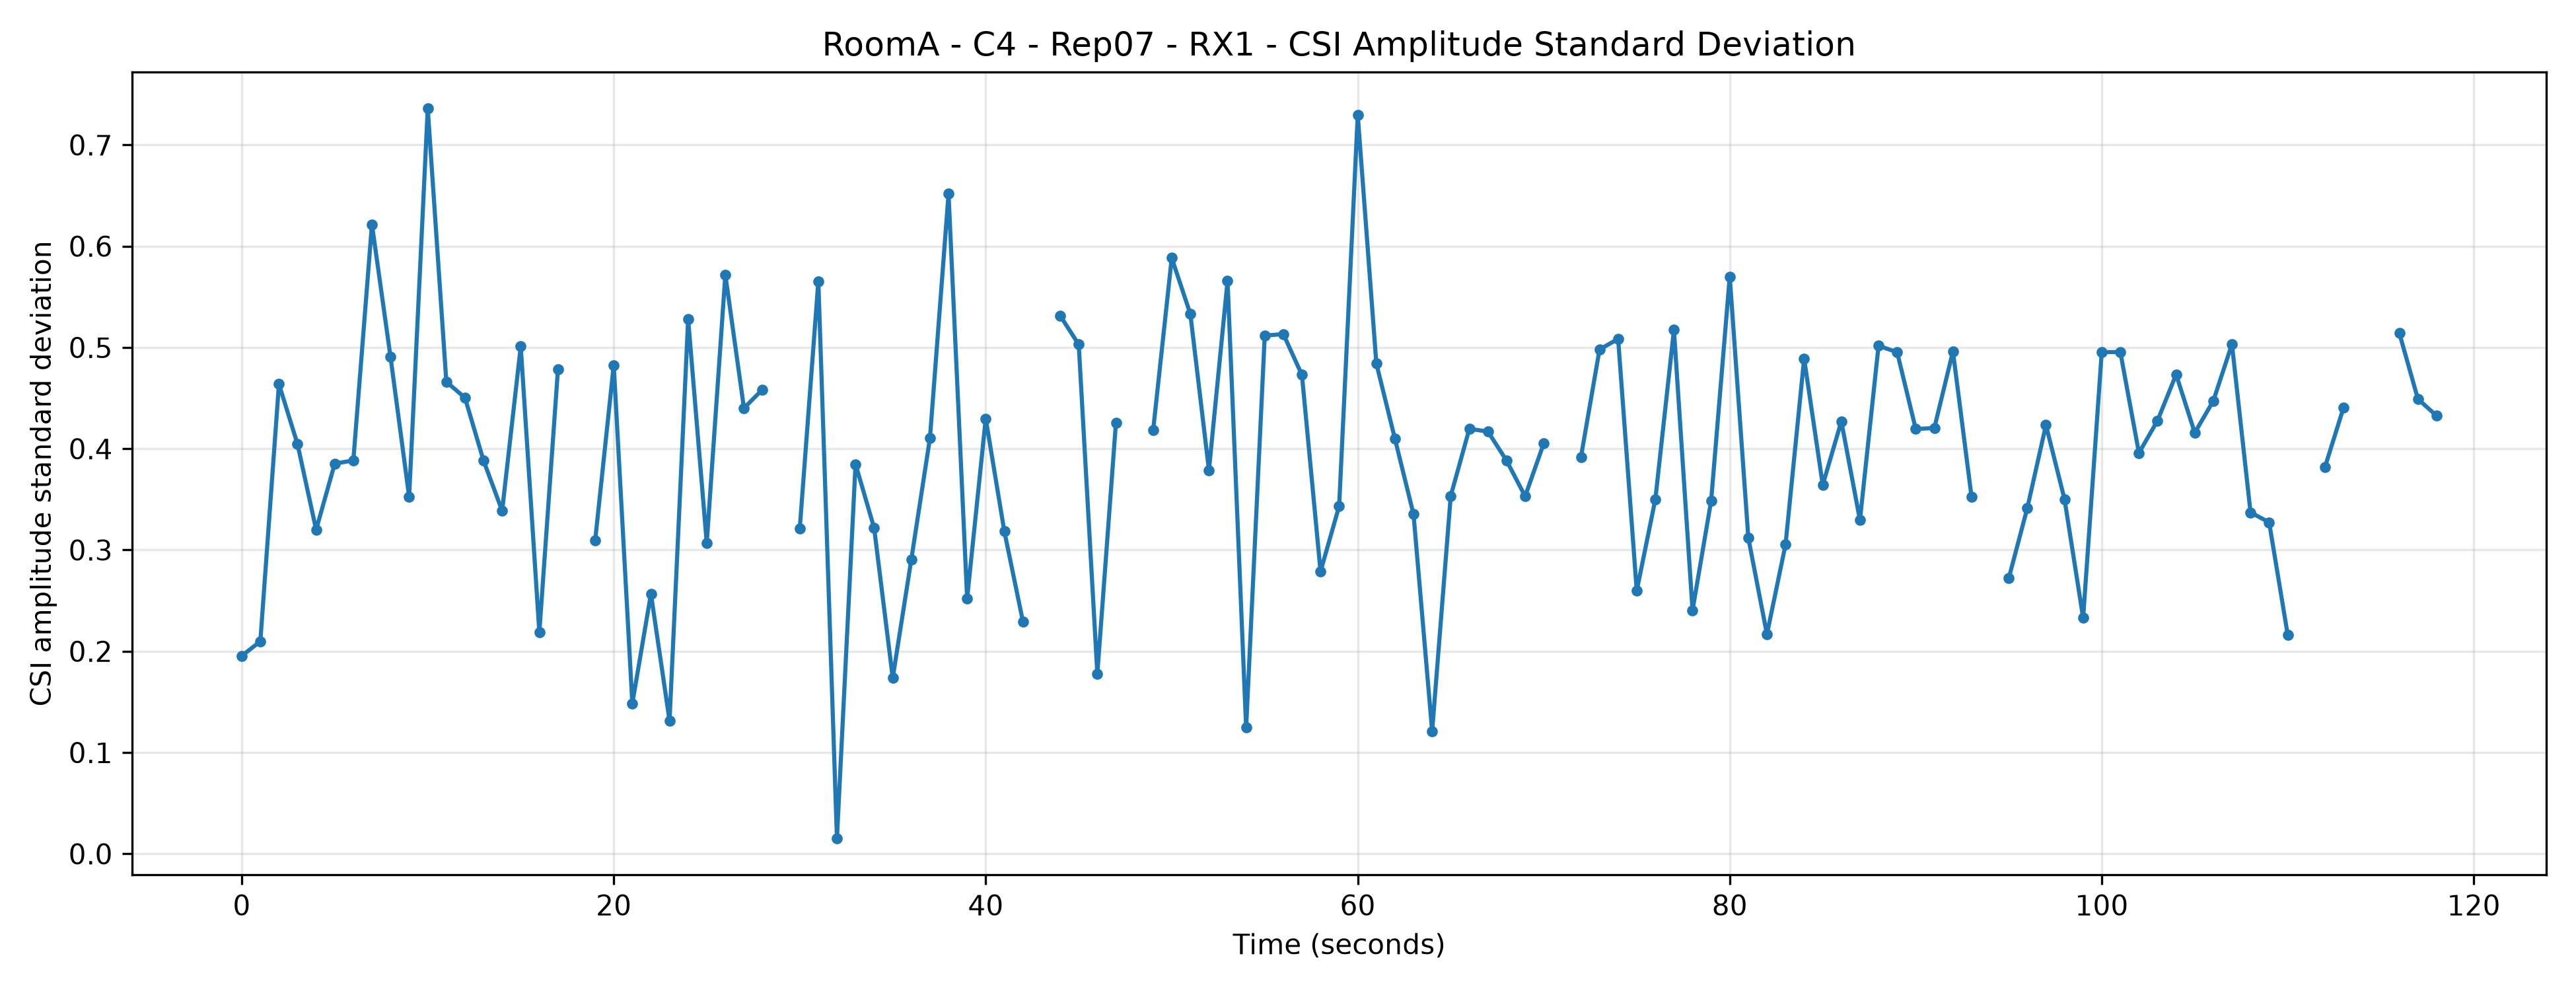 RoomA - C4 - Rep07 - RX1 - CSI Amplitude Standard Deviation
CSI amplitude standard deviation
0.7
0.6
0.5
0.4
0.3
0.2
0.1
0.0
0 20 40 60 80 100 120
Time (seconds)